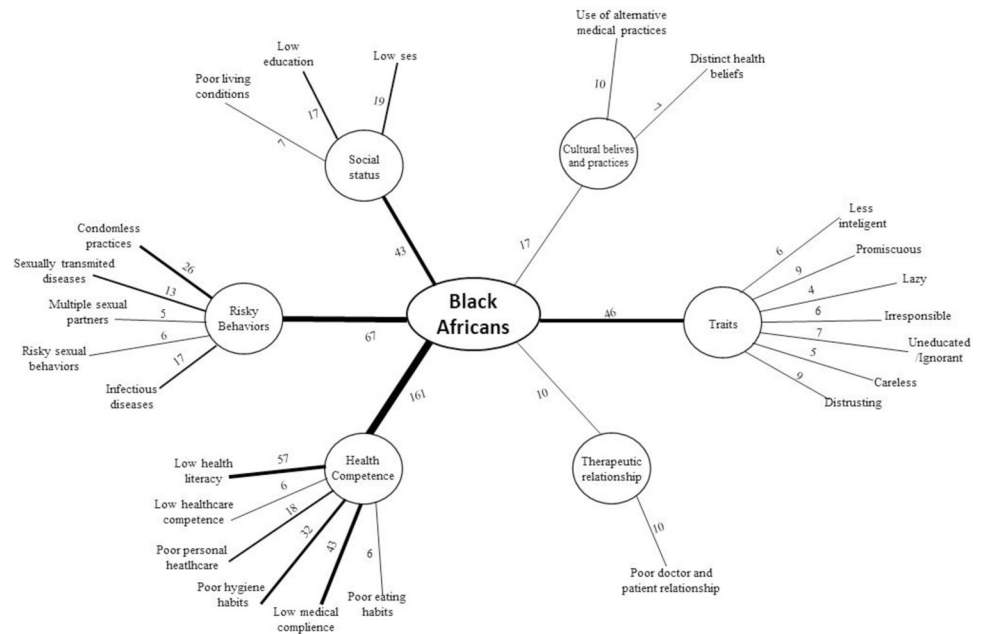 Use of alternative
medical practices
Low
education
Low ses
Distinct health
beliefs
Poor living
conditions
17
19
10
7
7
Social
status
Cultural belives
and practices
43
17
Condomless
practices
26
Sexually transmited
diseases
13
Multiple sexual
partners
5
Risky sexual
behaviors
6
Infectious
diseases
17
Risky
Behaviors
67
Black
Africans
46
Traits
Less
inteligent
6
Promiscuous
9
Lazy
4
Irresponsible
6
Uneducated
/Ignorant
7
Careless
5
Distrusting
9
161
10
Health
Competence
Therapeutic
relationship
Low health
literacy
57
Low healthcare
competence
6
Poor personal
heatlhcare
18
Poor hygiene
habits
32
Low medical
complience
43
Poor eating
habits
6
10
Poor doctor and
patient relationship